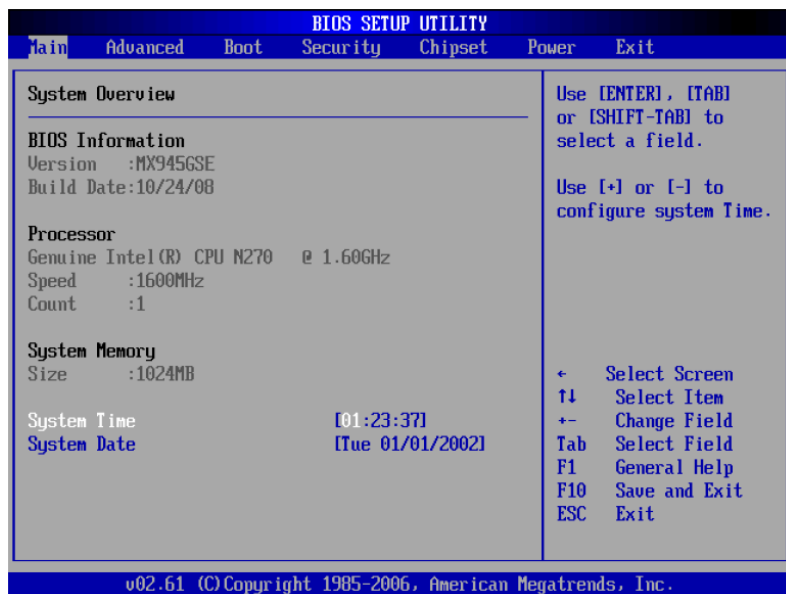 BIOS SETUP UTILITY
Main Advanced Boot Security Chipset Power Exit
System Overview
BIOS Information
Version :MX945GSE
Build Date:10/24/08
Processor
Genuine Intel(R) CPU N270 @ 1.60GHz
Speed :1600MHz
Count :1
System Memory
Size :1024MB
System Time [01:23:37]
System Date [Tue 01/01/2002]
Use [ENTER], [TAB]
or [SHIFT-TAB] to
select a field.
Use [+] or [-] to
configure system Time.
← Select Screen
↑↓ Select Item
+- Change Field
Tab Select Field
F1 General Help
F10 Save and Exit
ESC Exit
v02.61 (C)Copyright 1985-2006, American Megatrends, Inc.